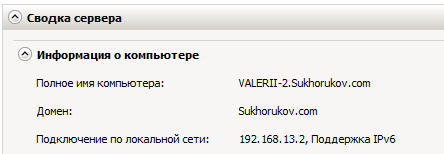 Сводка сервера
Информация о компьютере
Полное имя компьютера: VALERII-2.Sukhorukov.com
Домен: Sukhorukov.com
Подключение по локальной сети: 192.168.13.2, Поддержка IPv6